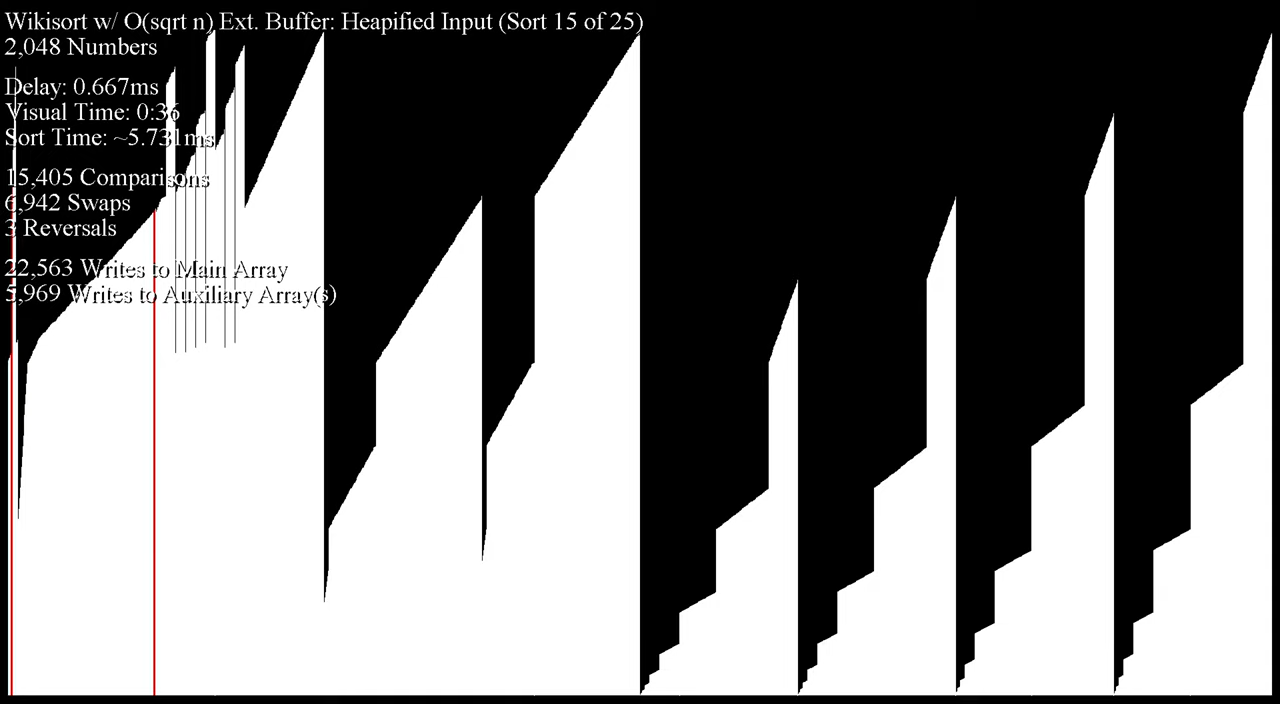 Wikisort w/ O(sqrt n) Ext. Buffer: Heapified Input (Sort 15 of 25)
2,048 Numbers
Delay: 0.667ms
Visual Time: 0:36
Sort Time: ~5.731ms
15,405 Comparisons
6,942 Swaps
3 Reversals
22,563 Writes to Main Array
5,969 Writes to Auxiliary Array(s)